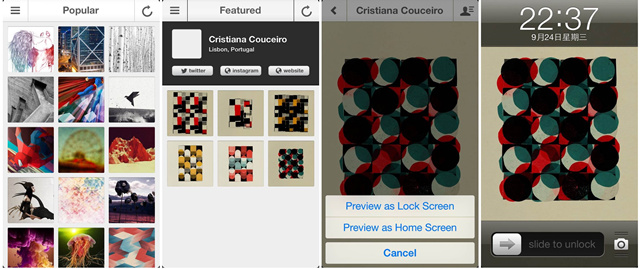 Popular
Featured
Cristiana Couceiro
Lisbon, Portugal
twitter
instagram
website
Cristiana Couceiro
Preview as Lock Screen
Preview as Home Screen
Cancel
22:37
9月24日星期三
slide to unlock